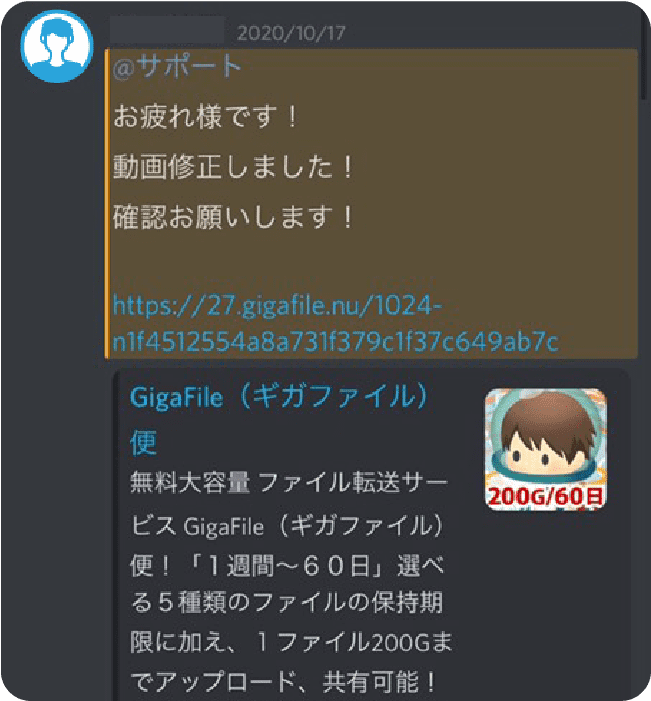 2020/10/17
@サポート
お疲れ様です！
動画修正しました！
確認お願いします！
https://27.gigafile.nu/1024-
n1f4512554a8a731f379c1f37c649ab7c
GigaFile（ギガファイル）
便
無料大容量 ファイル転送サー
ビス GigaFile（ギガファイル）
便！「１週間～６０日」選べ
る５種類のファイルの保持期
限に加え、１ファイル200Gま
でアップロード、共有可能！
200G/60日